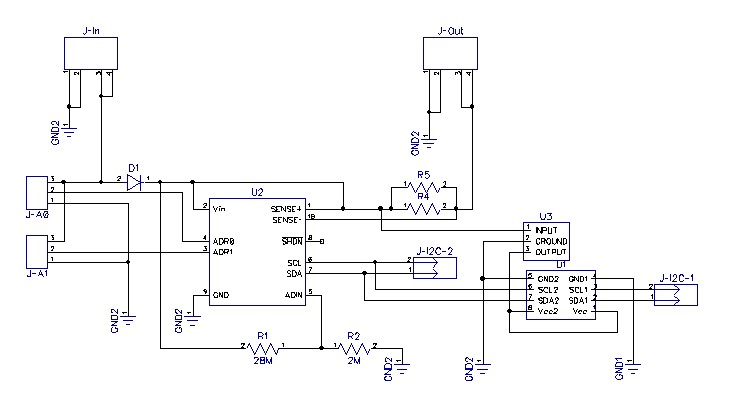 J-In
J-Out
1 2 3 4
1 2 3 4
GND2
GND2
D1
2 1
3
2
1
J-A0
3
2
1
J-A1
U2
2 Vin SENSE+ 1
SENSE- 10
SHDN 8
4 ADR0
3 ADR1
SCL 6
SDA 7
9 GND ADIN 5
R5
1 2
R4
1 2
J-I2C-2
2
1
U3
1 INPUT
2 GROUND
3 OUTPUT
U1
5 GND2 GND1 4
6 SCL2 SCL1 3
7 SDA2 SDA1 2
8 Vcc2 Vcc 1
J-I2C-1
2
1
GND2
GND2
R1
2 1
28M
R2
1 2
2M
GND2
GND2
GND1